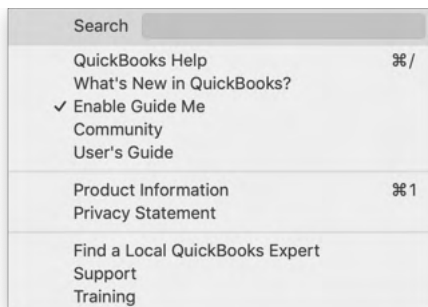 Search
QuickBooks Help ⌘/
What's New in QuickBooks?
✓ Enable Guide Me
Community
User's Guide
Product Information ⌘1
Privacy Statement
Find a Local QuickBooks Expert
Support
Training